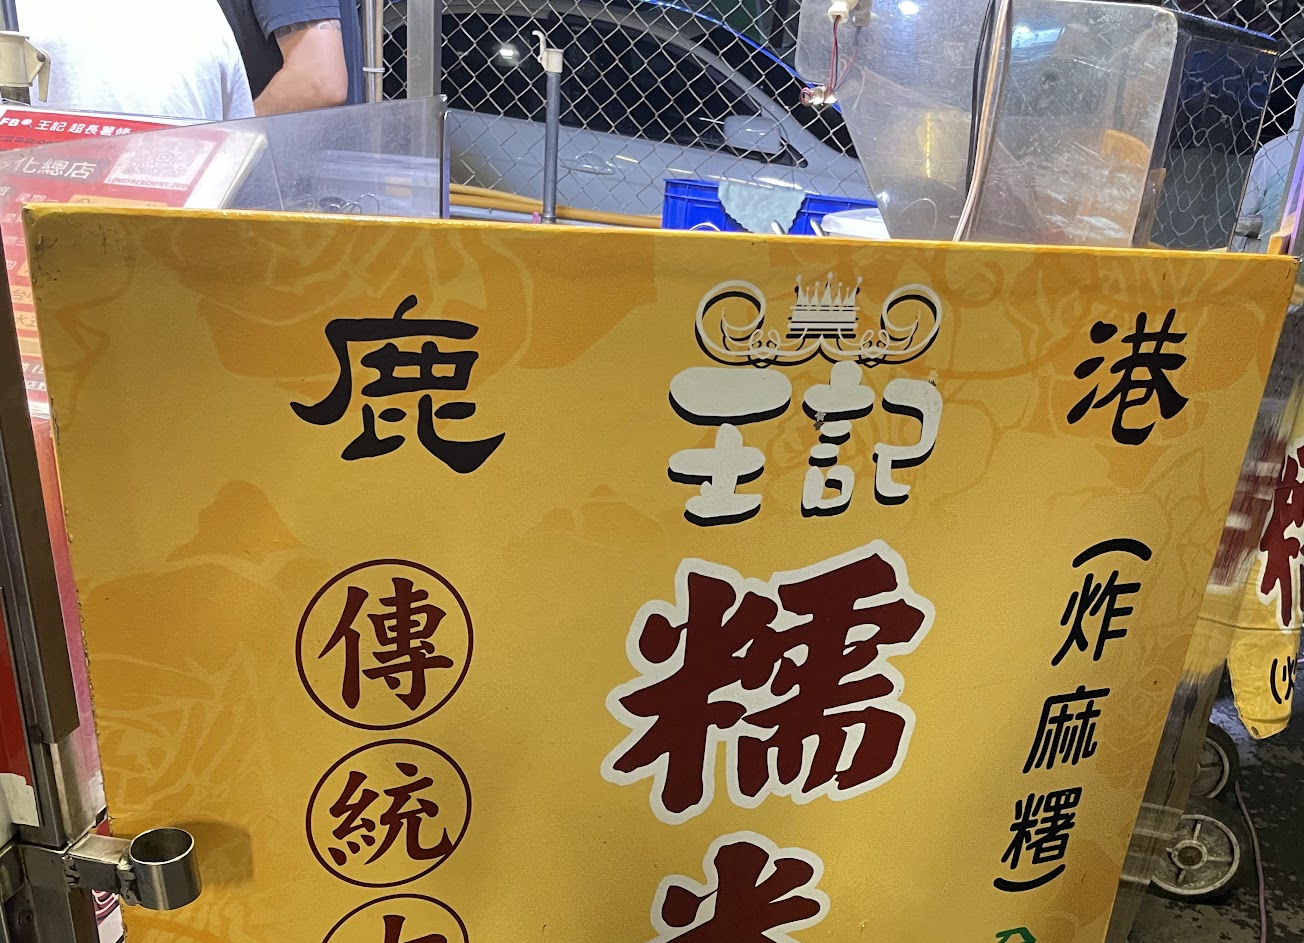 FB 王記 超長薯條
化總店
鹿 港
王記
糯米
傳統
(炸麻糬)